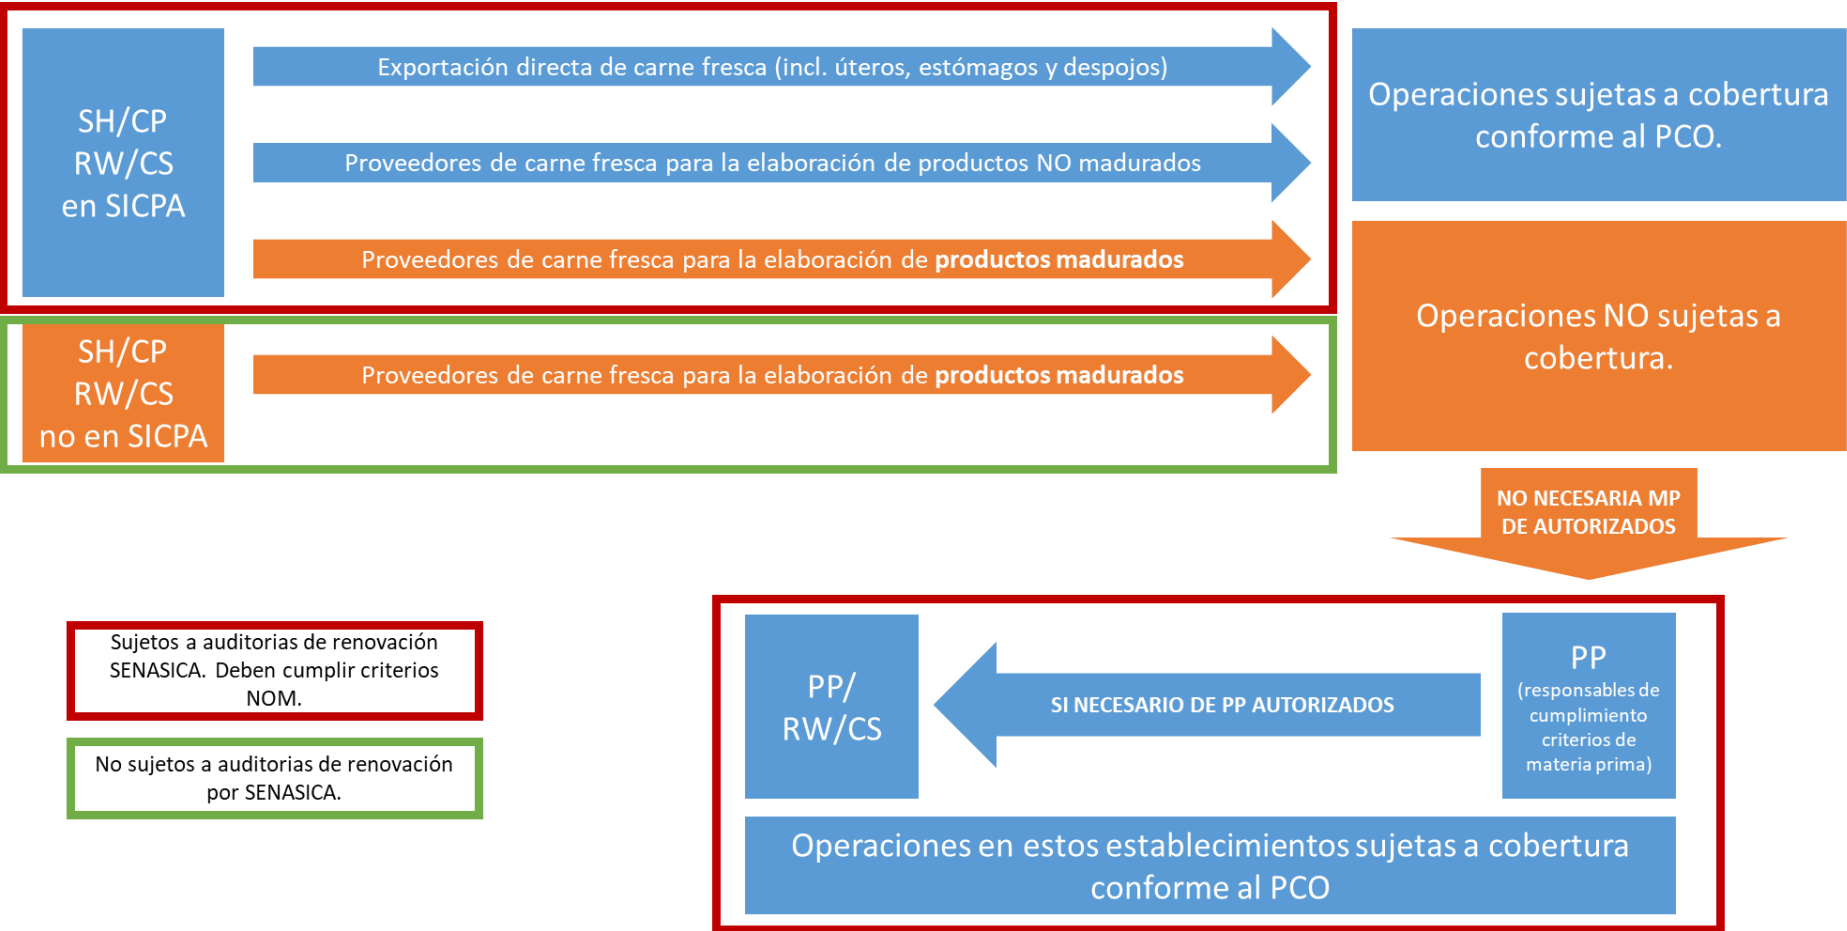 SH/CP
RW/CS
en SICPA
Exportación directa de carne fresca (incl. úteros, estómagos y despojos)
Proveedores de carne fresca para la elaboración de productos NO madurados
Proveedores de carne fresca para la elaboración de productos madurados
Operaciones sujetas a cobertura
conforme al PCO.
SH/CP
RW/CS
no en SICPA
Proveedores de carne fresca para la elaboración de productos madurados
Operaciones NO sujetas a
cobertura.
NO NECESARIA MP
DE AUTORIZADOS
Sujetos a auditorias de renovación
SENASICA. Deben cumplir criterios
NOM.
No sujetos a auditorias de renovación
por SENASICA.
PP/
RW/CS
SI NECESARIO DE PP AUTORIZADOS
PP
(responsables de
cumplimiento
criterios de
materia prima)
Operaciones en estos establecimientos sujetas a cobertura
conforme al PCO